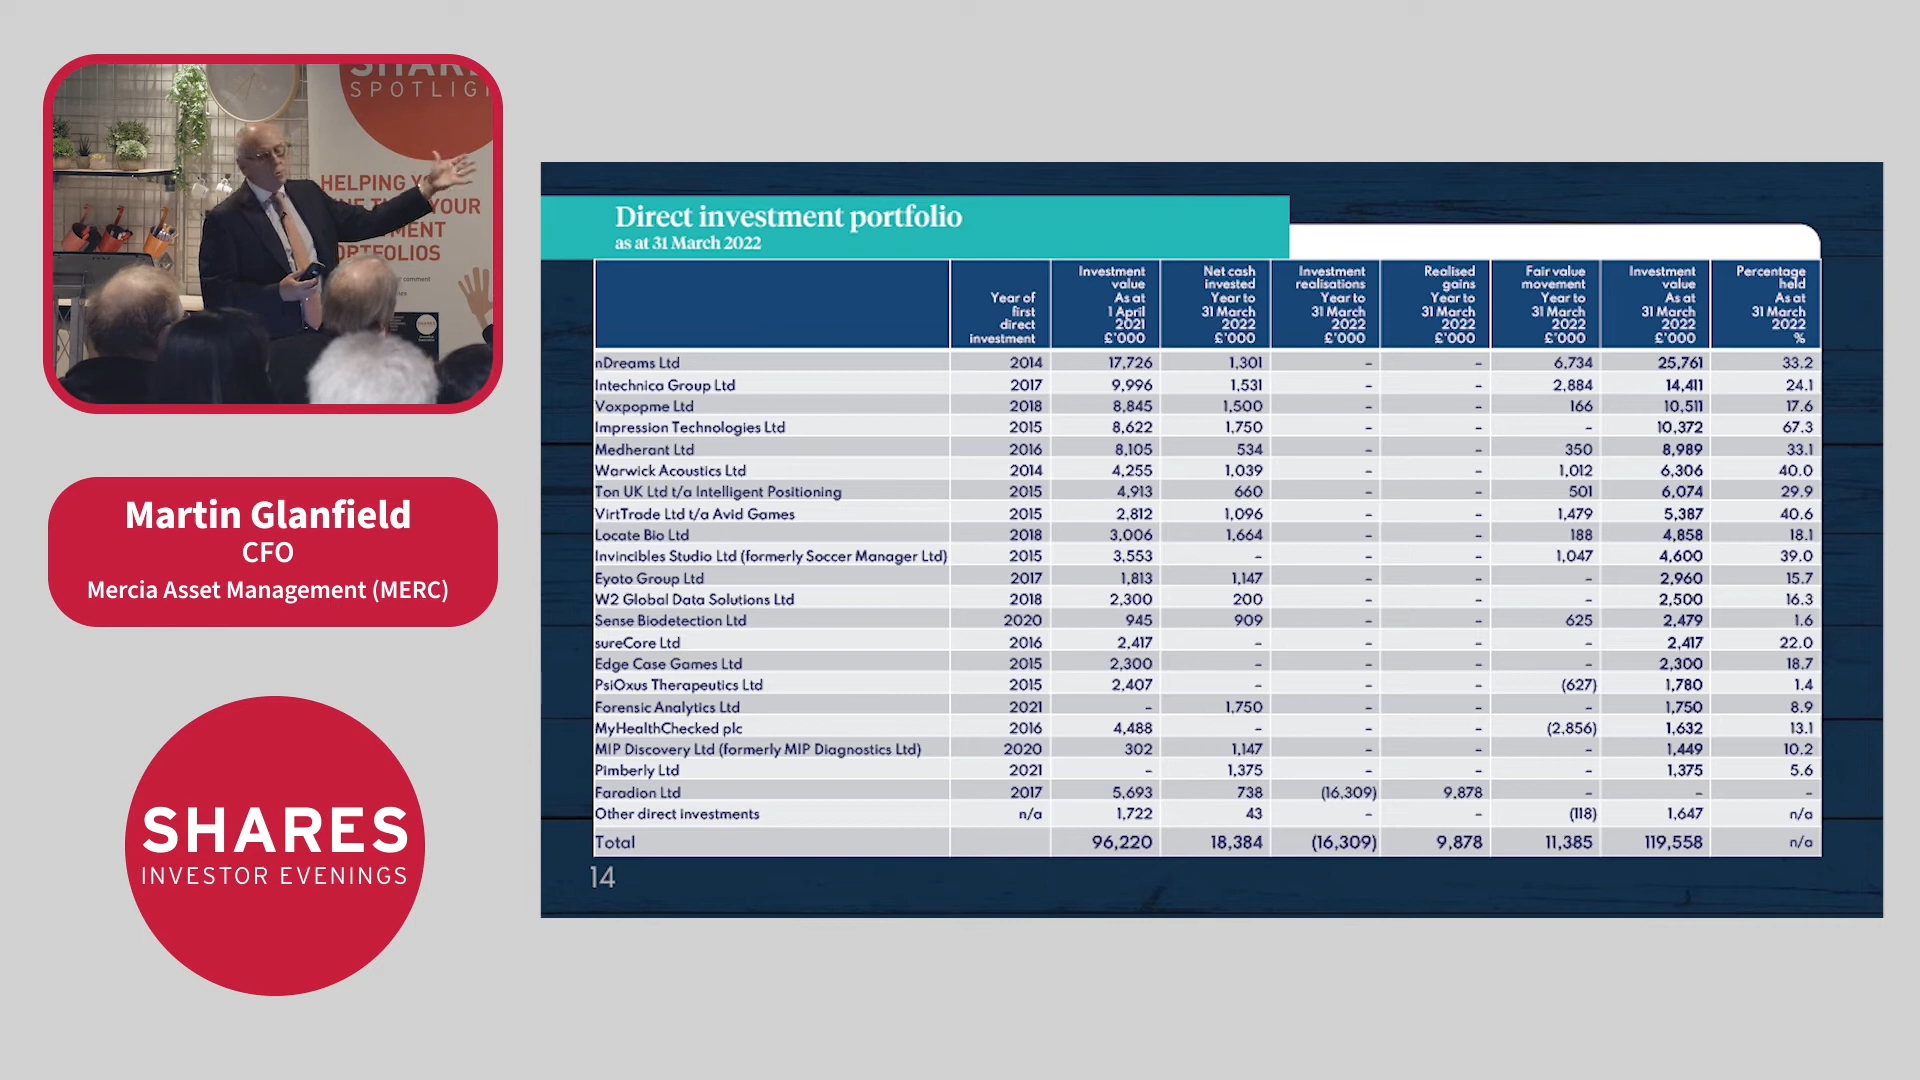 SPOTLIG
HELPING
YOUR
MENT
SHARES
Martin Glanfield
CFO
Mercia Asset Management (MERC)
SHARES
INVESTOR EVENINGS
Direct investment portfolio
as at 31 March 2022
Year of first direct investment | Investment value As at 1 April 2021 £'000 | Net cash invested Year to 31 March 2022 £'000 | Investment realisations Year to 31 March 2022 £'000 | Realised gains Year to 31 March 2022 £'000 | Fair value movement Year to 31 March 2022 £'000 | Investment value As at 31 March 2022 £'000 | Percentage held As at 31 March 2022 %
nDreams Ltd 2014 17,726 1,301 – – 6,734 25,761 33.2
Intechnica Group Ltd 2017 9,996 1,531 – – 2,884 14,411 24.1
Voxpopme Ltd 2018 8,845 1,500 – – 166 10,511 17.6
Impression Technologies Ltd 2015 8,622 1,750 – – – 10,372 67.3
Medherant Ltd 2016 8,105 534 – – 350 8,989 33.1
Warwick Acoustics Ltd 2014 4,255 1,039 – – 1,012 6,306 40.0
Ton UK Ltd t/a Intelligent Positioning 2015 4,913 660 – – 501 6,074 29.9
VirtTrade Ltd t/a Avid Games 2015 2,812 1,096 – – 1,479 5,387 40.6
Locate Bio Ltd 2018 3,006 1,664 – – 188 4,858 18.1
Invincibles Studio Ltd (formerly Soccer Manager Ltd) 2015 3,553 – – – 1,047 4,600 39.0
Eyoto Group Ltd 2017 1,813 1,147 – – – 2,960 15.7
W2 Global Data Solutions Ltd 2018 2,300 200 – – – 2,500 16.3
Sense Biodetection Ltd 2020 945 909 – – 625 2,479 1.6
sureCore Ltd 2016 2,417 – – – – 2,417 22.0
Edge Case Games Ltd 2015 2,300 – – – – 2,300 18.7
PsiOxus Therapeutics Ltd 2015 2,407 – – – (627) 1,780 1.4
Forensic Analytics Ltd 2021 – 1,750 – – – 1,750 8.9
MyHealthChecked plc 2016 4,488 – – – (2,856) 1,632 13.1
MIP Discovery Ltd (formerly MIP Diagnostics Ltd) 2020 302 1,147 – – – 1,449 10.2
Pimberly Ltd 2021 – 1,375 – – – 1,375 5.6
Faradion Ltd 2017 5,693 738 (16,309) 9,878 – – –
Other direct investments n/a 1,722 43 – – (118) 1,647 n/a
Total 96,220 18,384 (16,309) 9,878 11,385 119,558 n/a
14